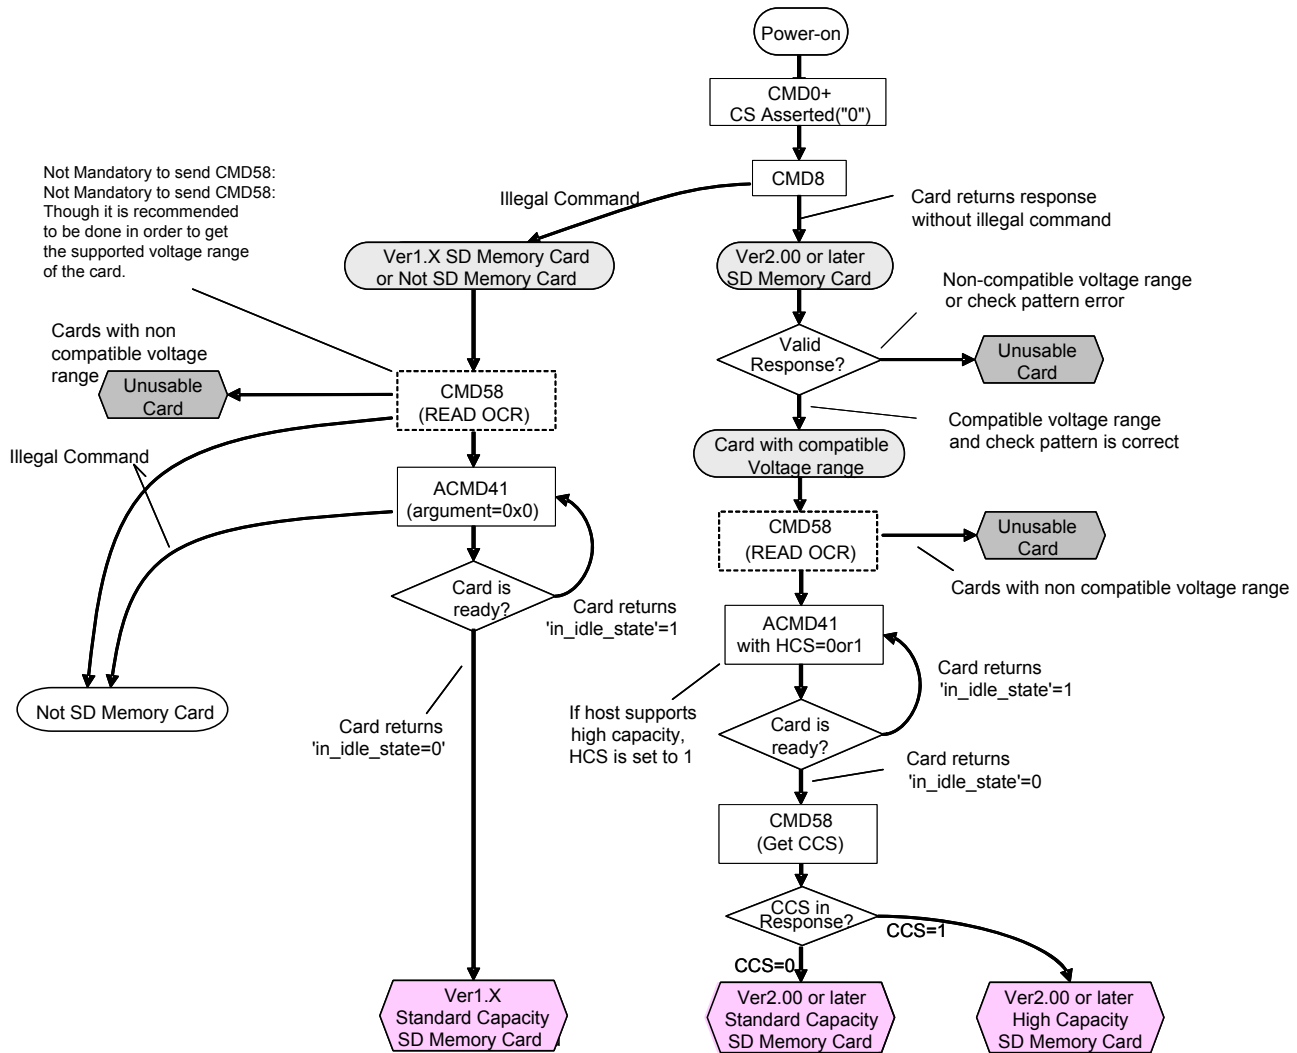 Power-on
CMD0+
CS Asserted("0")
CMD8
Illegal Command
Card returns response
without illegal command
Not Mandatory to send CMD58:
Not Mandatory to send CMD58:
Though it is recommended
to be done in order to get
the supported voltage range
of the card.
Ver1.X SD Memory Card
or Not SD Memory Card
Ver2.00 or later
SD Memory Card
Non-compatible voltage range
or check pattern error
Cards with non
compatible voltage
range
Unusable
Card
CMD58
(READ OCR)
Valid
Response?
Unusable
Card
Compatible voltage range
and check pattern is correct
Card with compatible
Voltage range
Illegal Command
ACMD41
(argument=0x0)
CMD58
(READ OCR)
Unusable
Card
Cards with non compatible voltage range
Card is
ready?
Card returns
'in_idle_state'=1
ACMD41
with HCS=0or1
Card returns
'in_idle_state'=1
Not SD Memory Card
Card returns
'in_idle_state=0'
If host supports
high capacity,
HCS is set to 1
Card is
ready?
Card returns
'in_idle_state'=0
CMD58
(Get CCS)
CCS in
Response?
CCS=1
CCS=0
Ver1.X
Standard Capacity
SD Memory Card
Ver2.00 or later
Standard Capacity
SD Memory Card
Ver2.00 or later
High Capacity
SD Memory Card